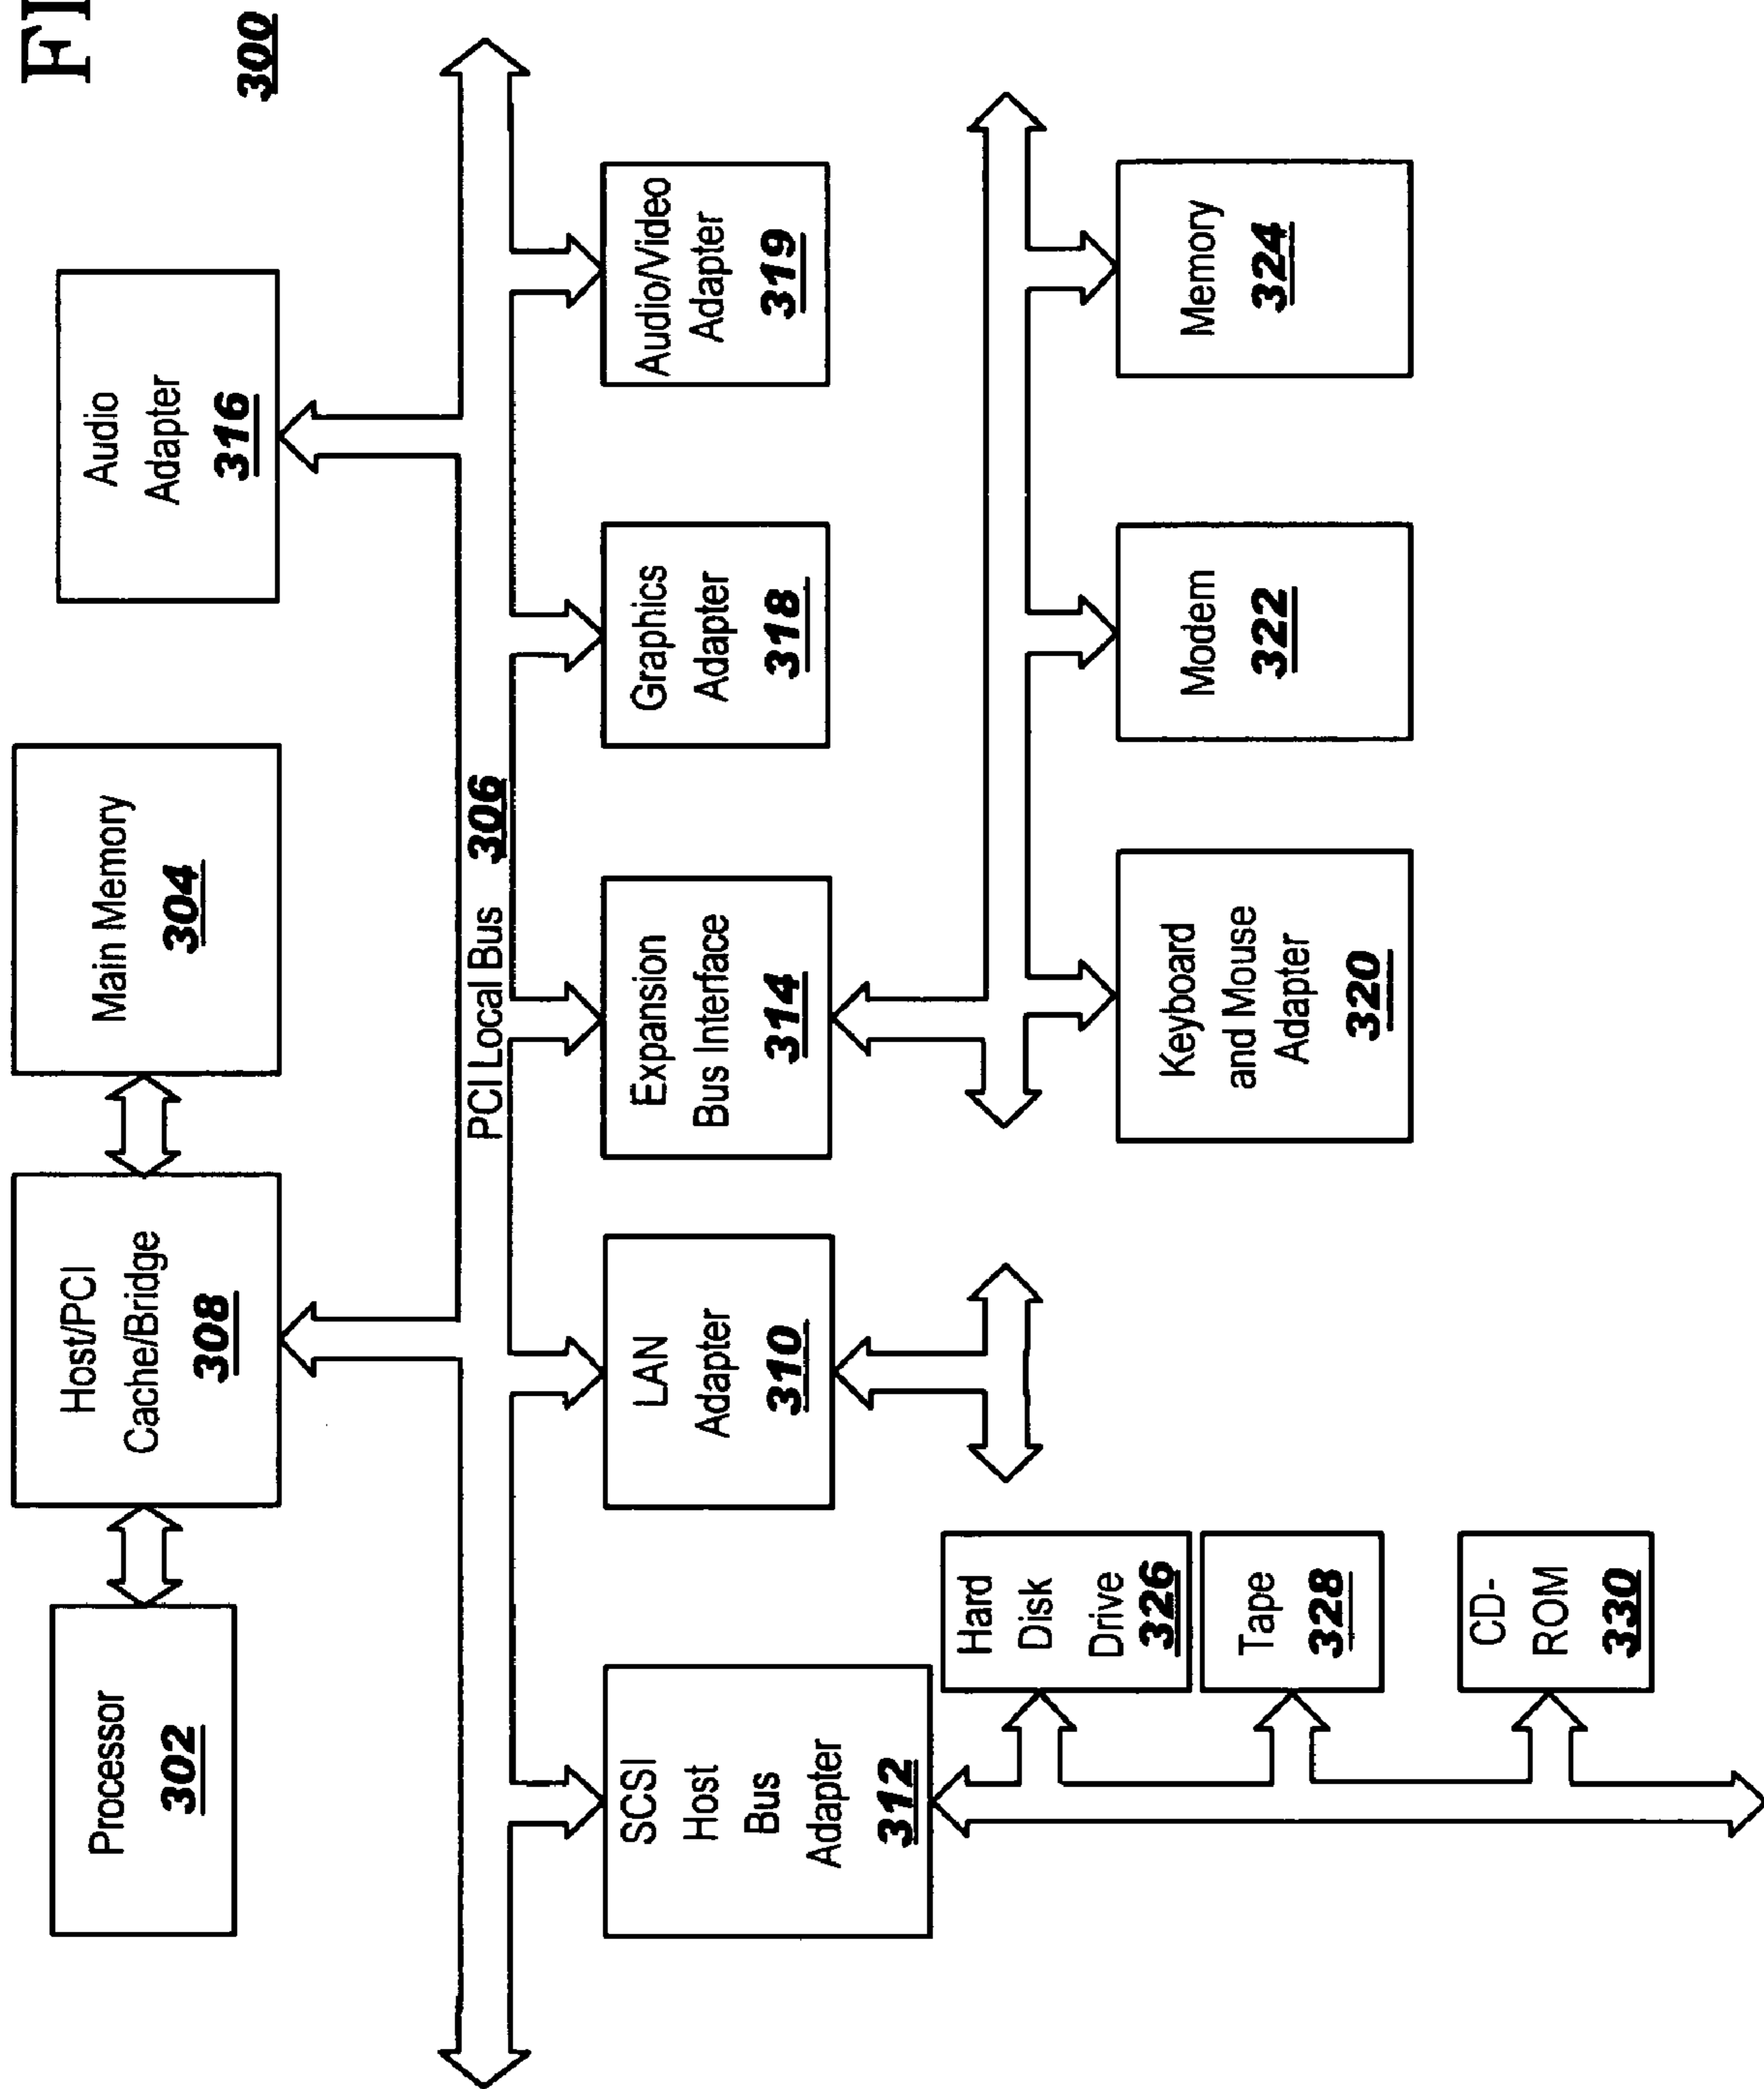 FI
300
Processor
302
Host/PCI
Cache/Bridge
308
Main Memory
304
Audio
Adapter
316
PCI Local Bus 306
SCSI
Host
Bus
Adapter
312
LAN
Adapter
310
Expansion
Bus Interface
314
Graphics
Adapter
318
Audio/Video
Adapter
319
Hard
Disk
Drive
326
Tape
328
CD-
ROM
330
Keyboard
and Mouse
Adapter
320
Modem
322
Memory
324